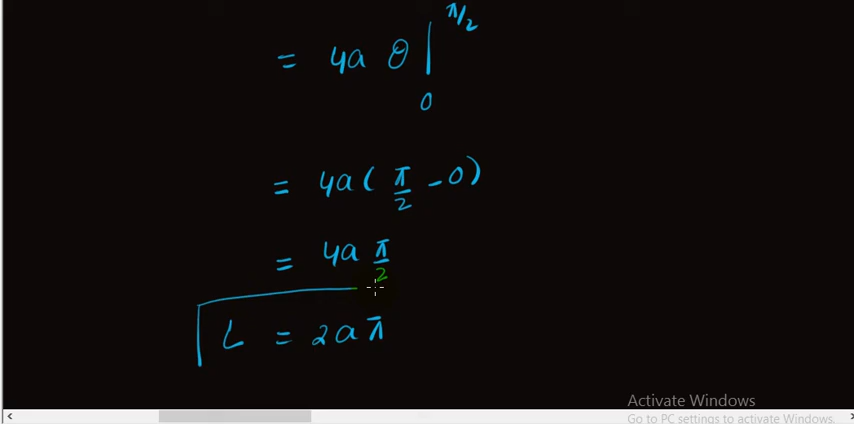 = 4a θ | π/2
0
= 4a ( π/2 - 0)
= 4a π/2
L = 2a π
Activate Windows
Go to PC settings to activate Windows.